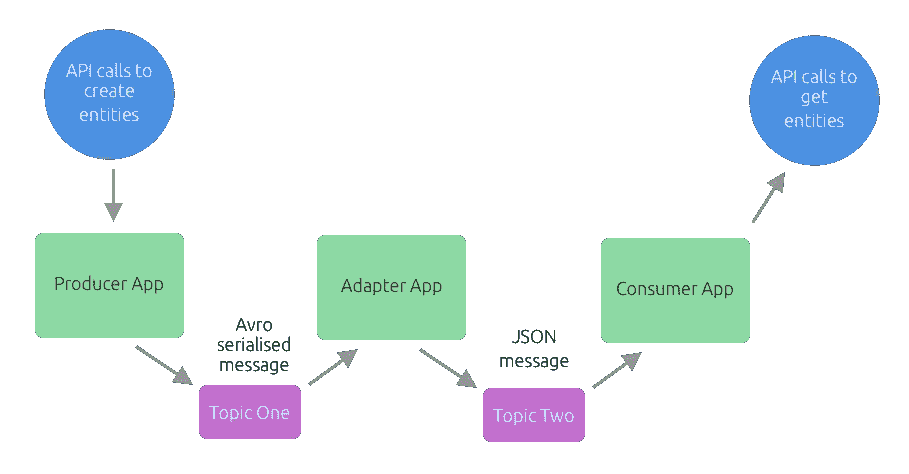 API calls to
create
entities
API calls to
get
entities
Producer App
Adapter App
Consumer App
Avro
serialised
message
JSON
message
Topic One
Topic Two